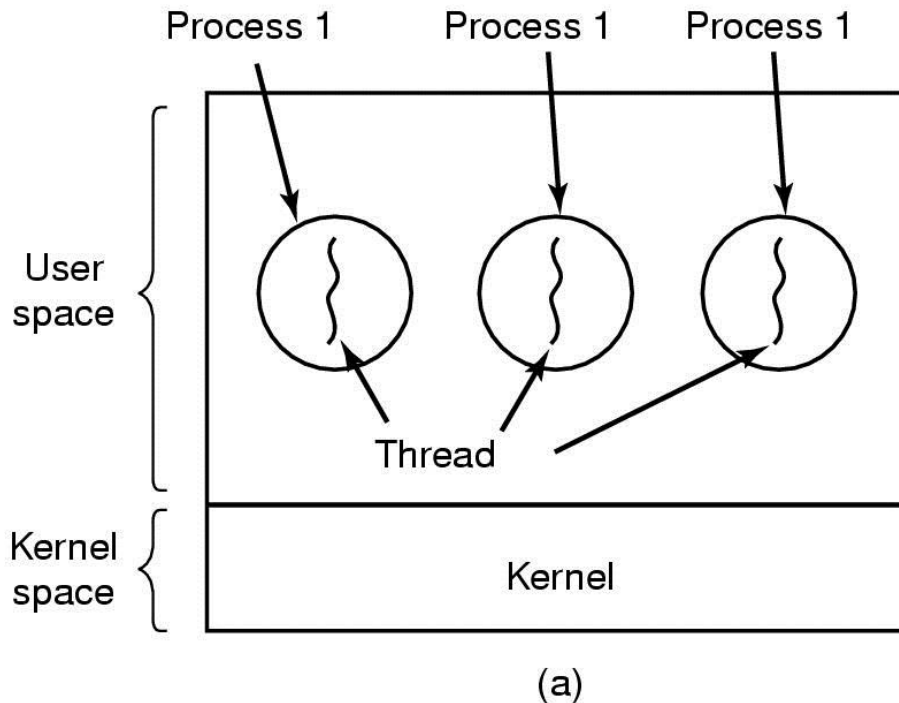 Process 1 Process 1 Process 1
User
space
Thread
Kernel
space
Kernel
(a)